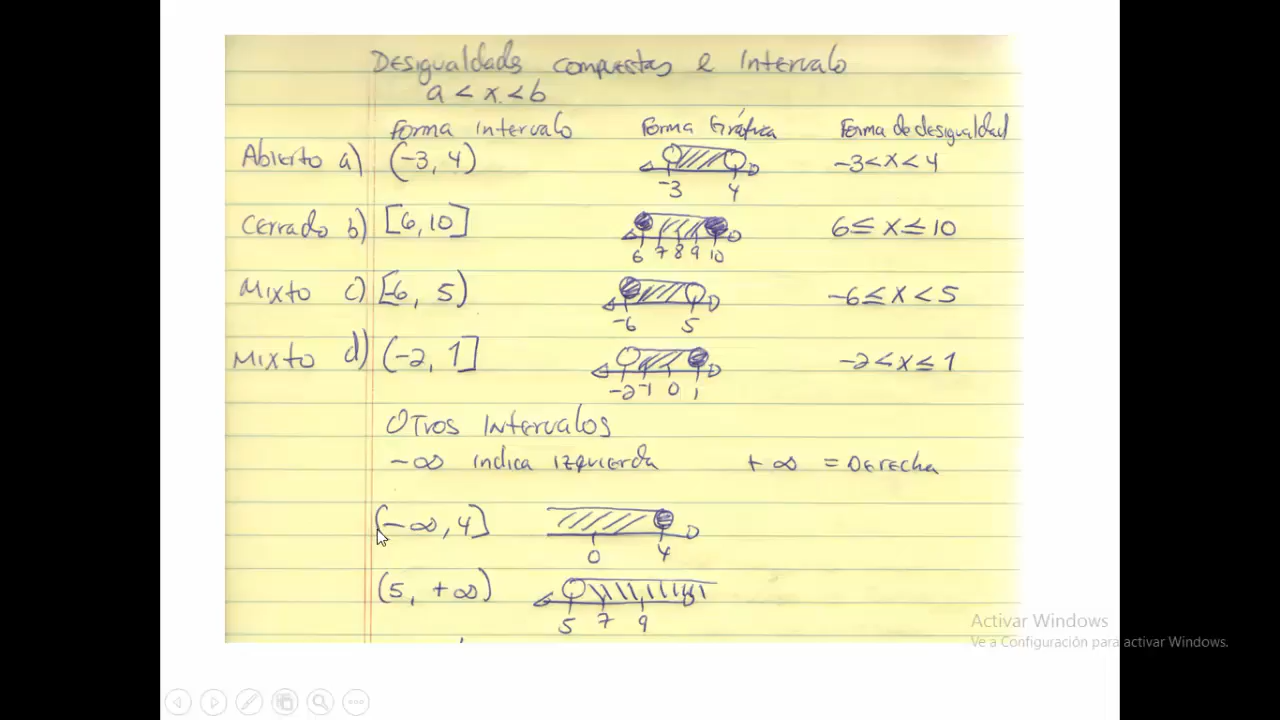 Desigualdads compuestas e Intervalo
a < x < b
Forma Intervalo Forma Gráfica Forma de desigualdad
Abierto a) (-3, 4) -3<x<4
-3 4
Cerrado b) [6,10] 6≤ x ≤ 10
6 7 8 9 10
Mixto c) [-6, 5) -6≤x<5
-6 5
Mixto d) (-2, 1] -2<x≤1
-2 -1 0 1
Otros Intervalos
-∞ indica izquierda +∞ = Derecha
(-∞, 4]
0 4
(5, +∞)
5 7 9
Activar Windows
Ve a Configuración para activar Windows.